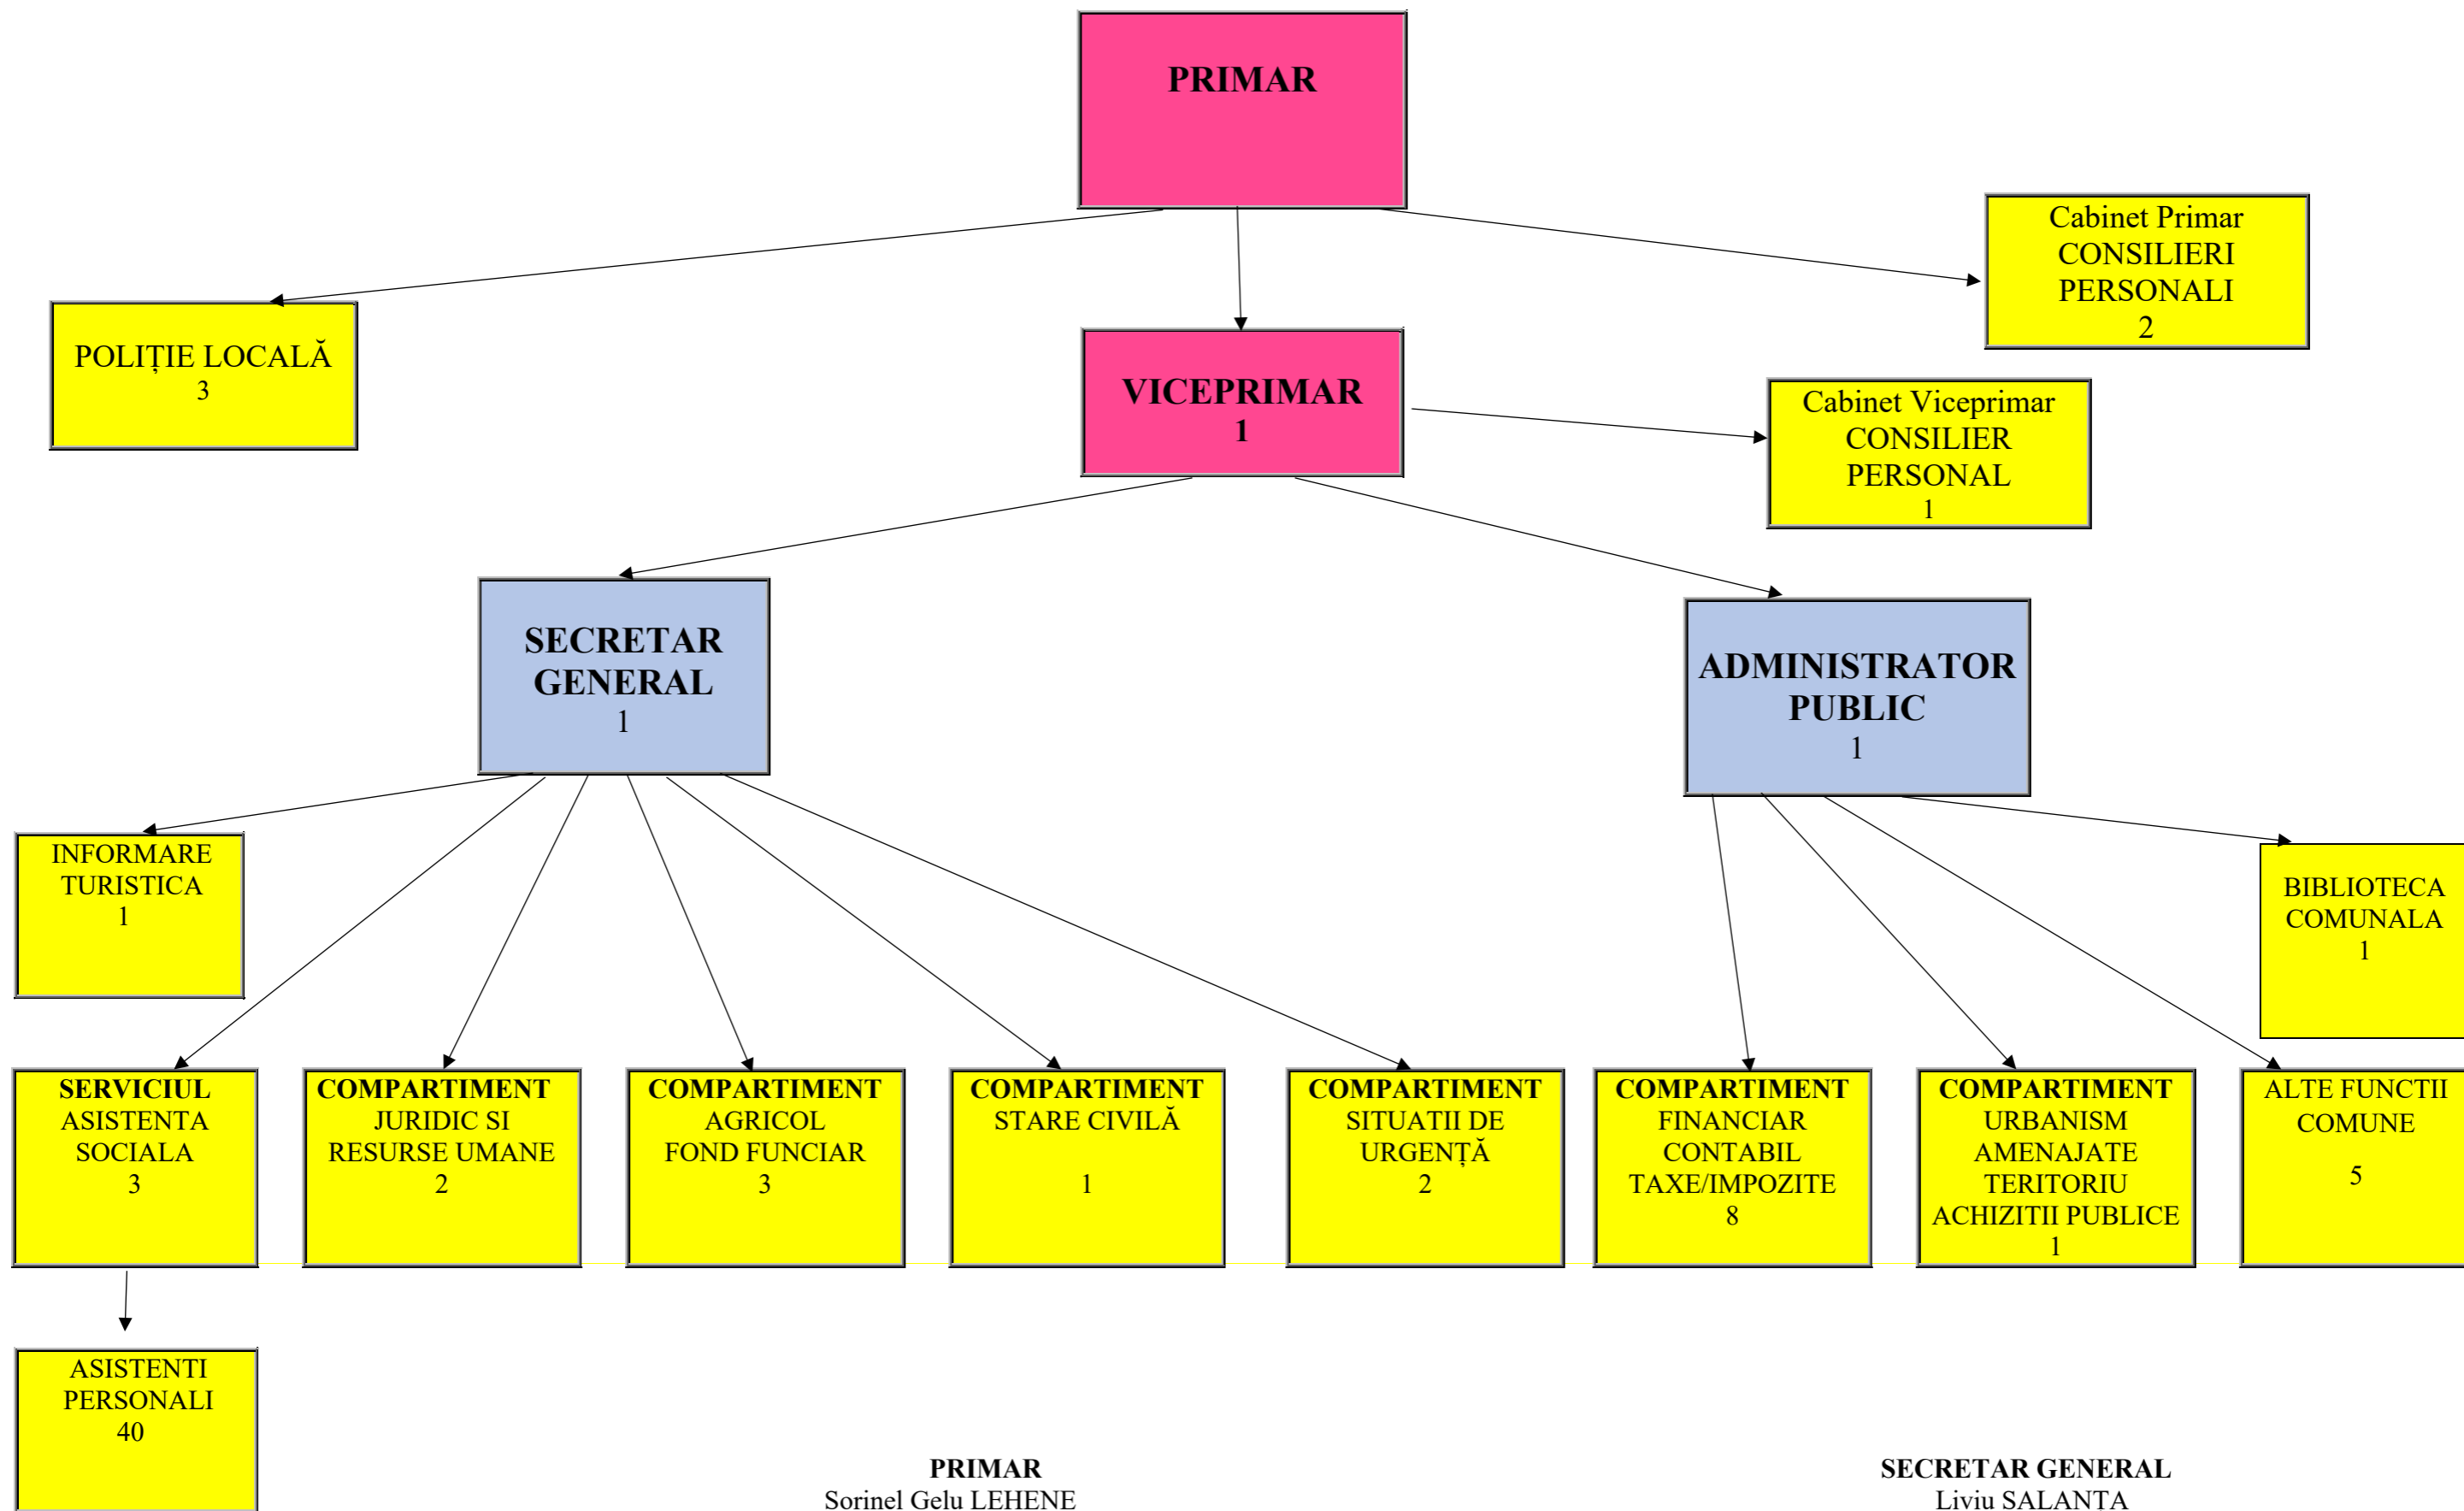 PRIMAR
Cabinet Primar
CONSILIERI
PERSONALI
2
POLIȚIE LOCALĂ
3
VICEPRIMAR
1
Cabinet Viceprimar
CONSILIER
PERSONAL
1
SECRETAR
GENERAL
1
ADMINISTRATOR
PUBLIC
1
INFORMARE
TURISTICA
1
BIBLIOTECA
COMUNALA
1
SERVICIUL
ASISTENTA
SOCIALA
3
COMPARTIMENT
JURIDIC SI
RESURSE UMANE
2
COMPARTIMENT
AGRICOL
FOND FUNCIAR
3
COMPARTIMENT
STARE CIVILĂ
1
COMPARTIMENT
SITUATII DE
URGENȚĂ
2
COMPARTIMENT
FINANCIAR
CONTABIL
TAXE/IMPOZITE
8
COMPARTIMENT
URBANISM
AMENAJATE
TERITORIU
ACHIZITII PUBLICE
1
ALTE FUNCTII
COMUNE
5
ASISTENTI
PERSONALI
40
PRIMAR
Sorinel Gelu LEHENE
SECRETAR GENERAL
Liviu SALANTA